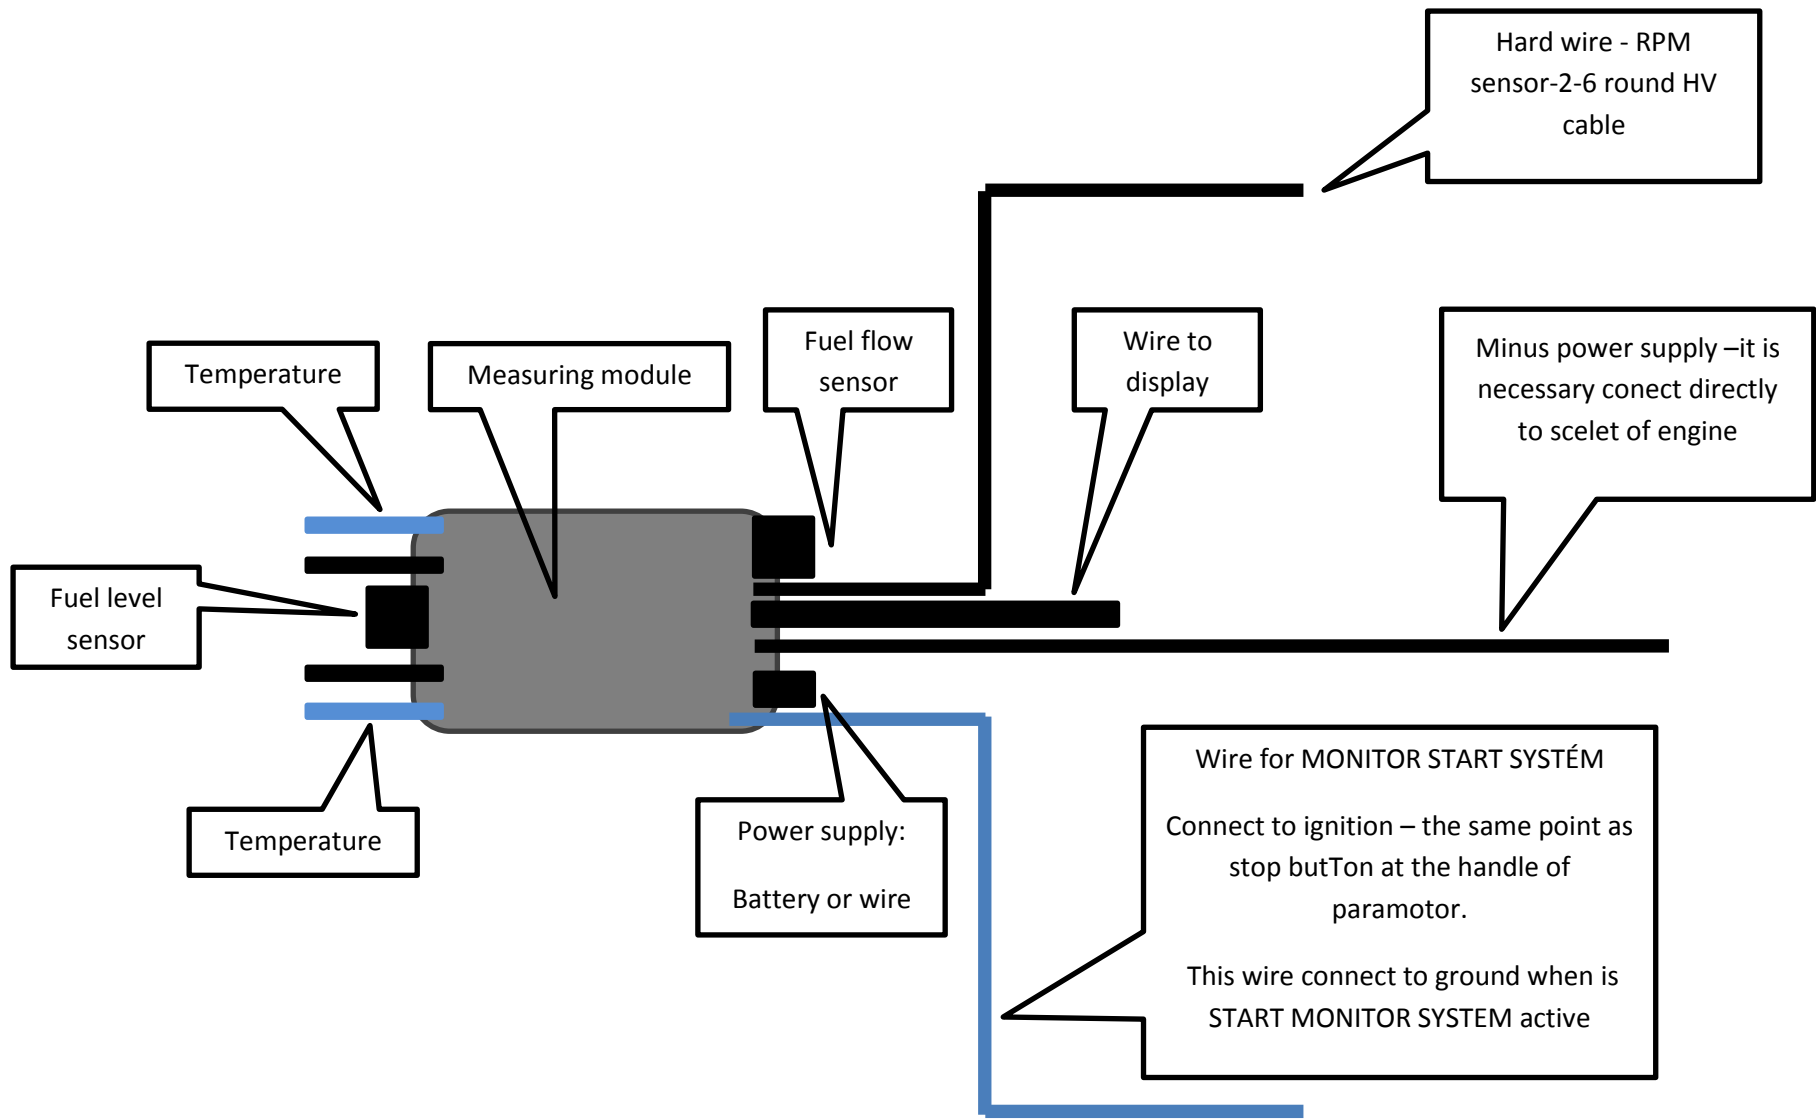 Hard wire - RPM
sensor-2-6 round HV
cable
Temperature
Measuring module
Fuel flow
sensor
Wire to
display
Minus power supply –it is
necessary conect directly
to scelet of engine
Fuel level
sensor
Temperature
Power supply:
Battery or wire
Wire for MONITOR START SYSTÉM
Connect to ignition – the same point as
stop butTon at the handle of
paramotor.
This wire connect to ground when is
START MONITOR SYSTEM active